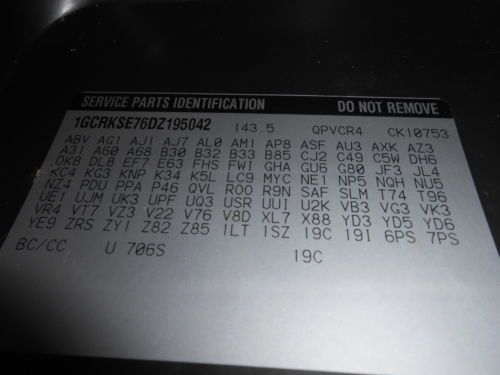 SERVICE PARTS IDENTIFICATION DO NOT REMOVE
1GCRKSE76DZ195042 143.5 QPVCR4 CK10753
ABV AG1 AJ1 AJ7 AL0 AM1 AP8 ASF AU3 AXK AZ3
A31 A60 A68 B30 B32 B33 B85 CJ2 C49 C5W DH6
DK8 DL8 EF7 E63 FHS FWI GHA GU6 G80 JF3 JL4
KC4 KG3 KNP K34 K5L LC9 MYC NE1 NP5 NQH NU5
NZ4 PDU PPA P46 QVL R00 R9N SAF SLM T74 T96
UE1 UJM UK3 UPF UQ3 USR UUI U2K VB3 VG3 VK3
VR4 VT7 VZ3 V22 V76 V8D XL7 X88 YD3 YD5 YD6
YE9 ZRS ZY1 Z82 Z85 1LT 1SZ 19C 19I 6PS 7PS
BC/CC U 706S 19C